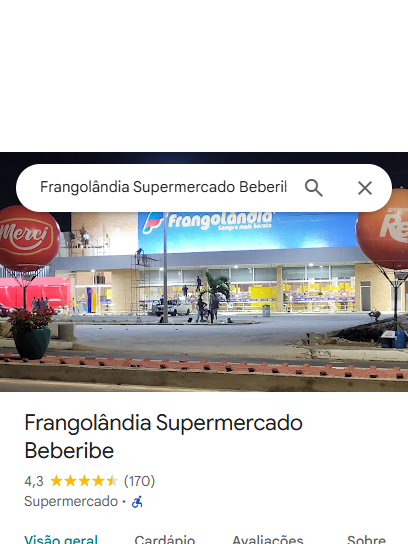 Frangolândia Supermercado Beberil
Merci
frangolândia
Sempre mais barato
Re
Frangolândia Supermercado
Beberibe
4,3 (170)
Supermercado ·
Visão geral Cardápio Avaliações Sobre